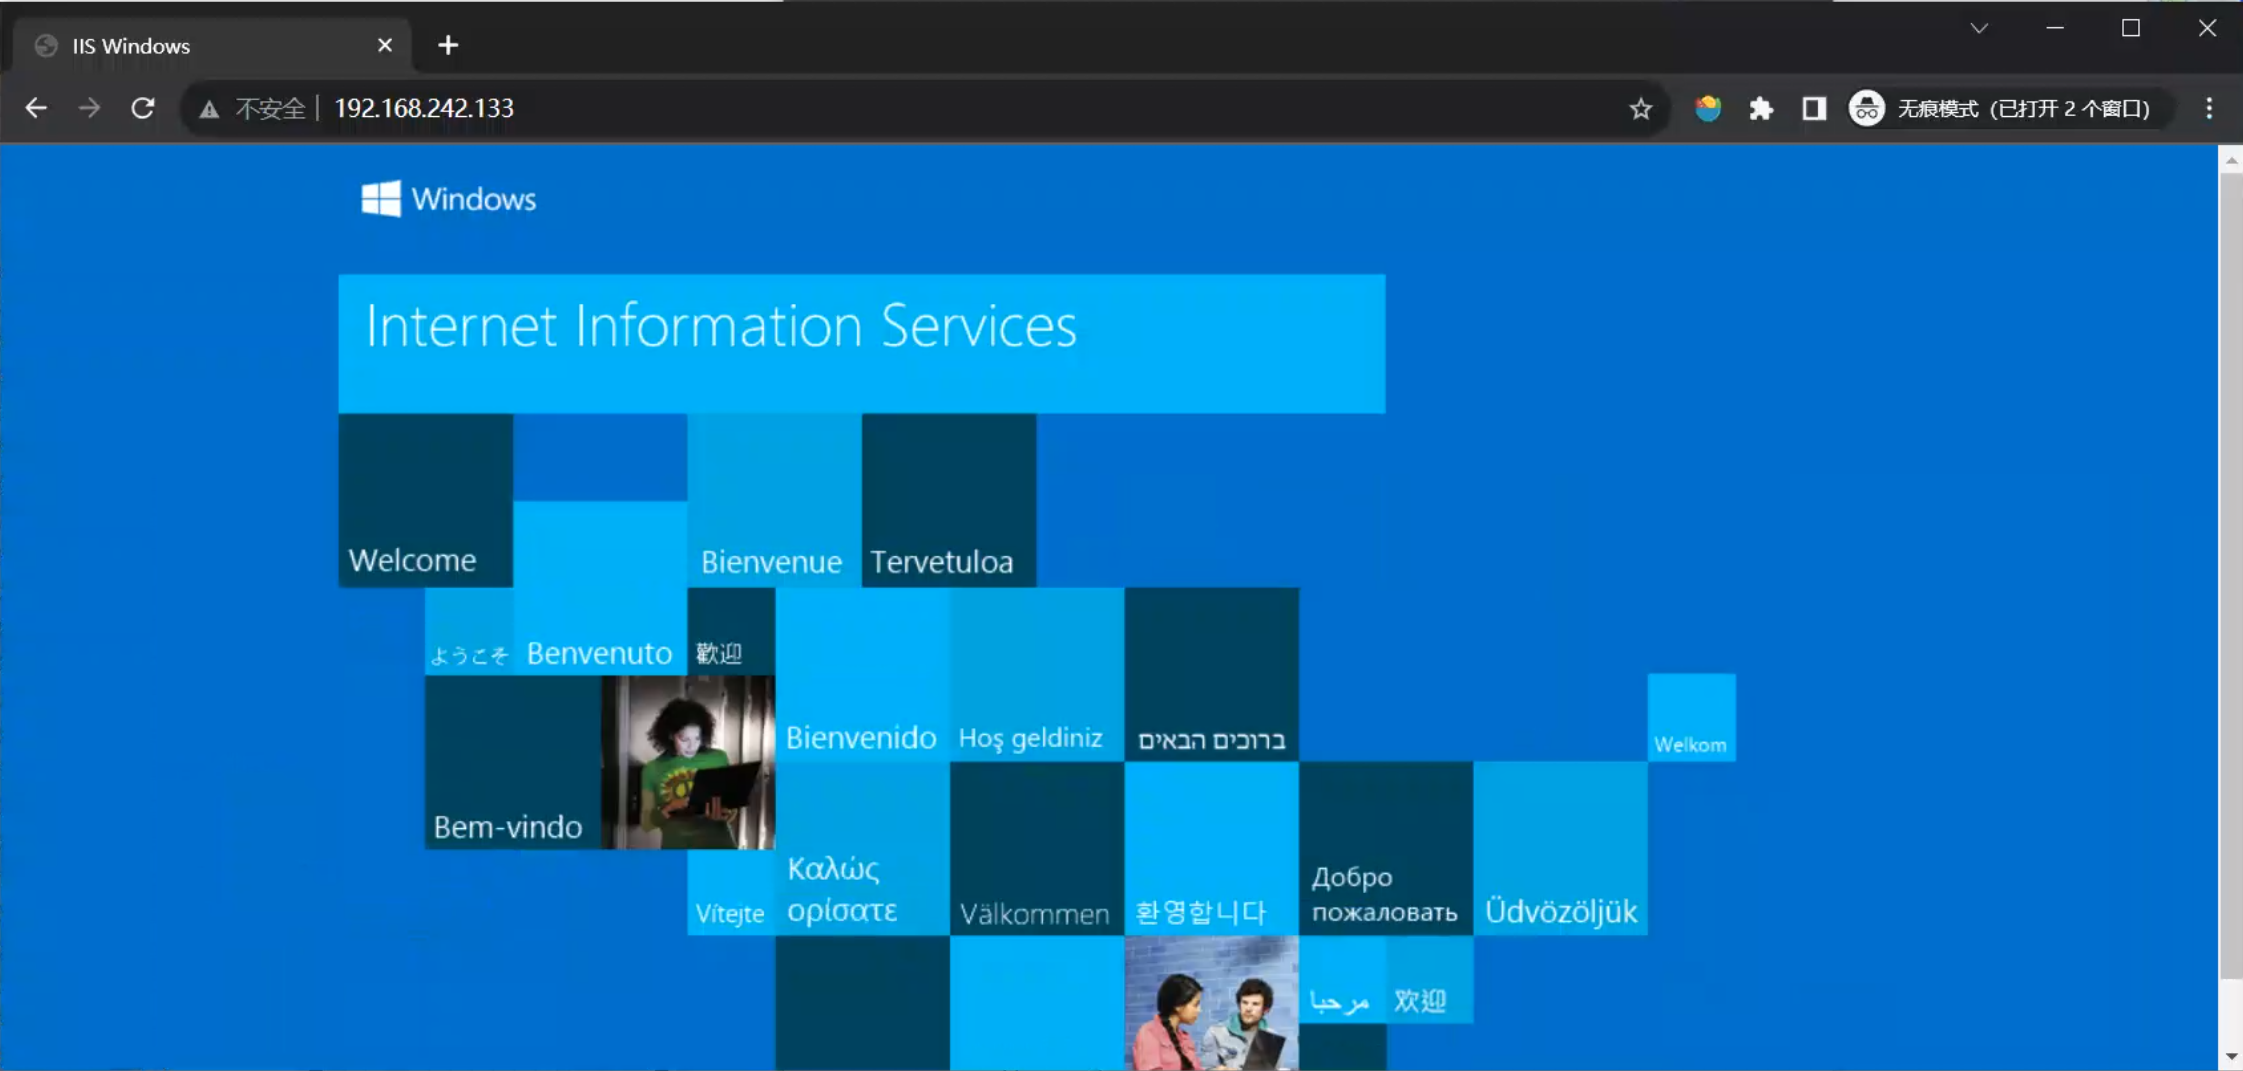 IIS Windows
不安全
192.168.242.133
无痕模式（已打开 2 个窗口）
Windows
Internet Information Services
Welcome
Bienvenue
Tervetuloa
ようこそ
Benvenuto
歡迎
Bienvenido
Hoş geldiniz
ברוכים הבאים
Welkom
Bem-vindo
Vítejte
Καλώς
ορίσατε
Välkommen
환영합니다
Добро
пожаловать
Üdvözöljük
مرحبا
欢迎